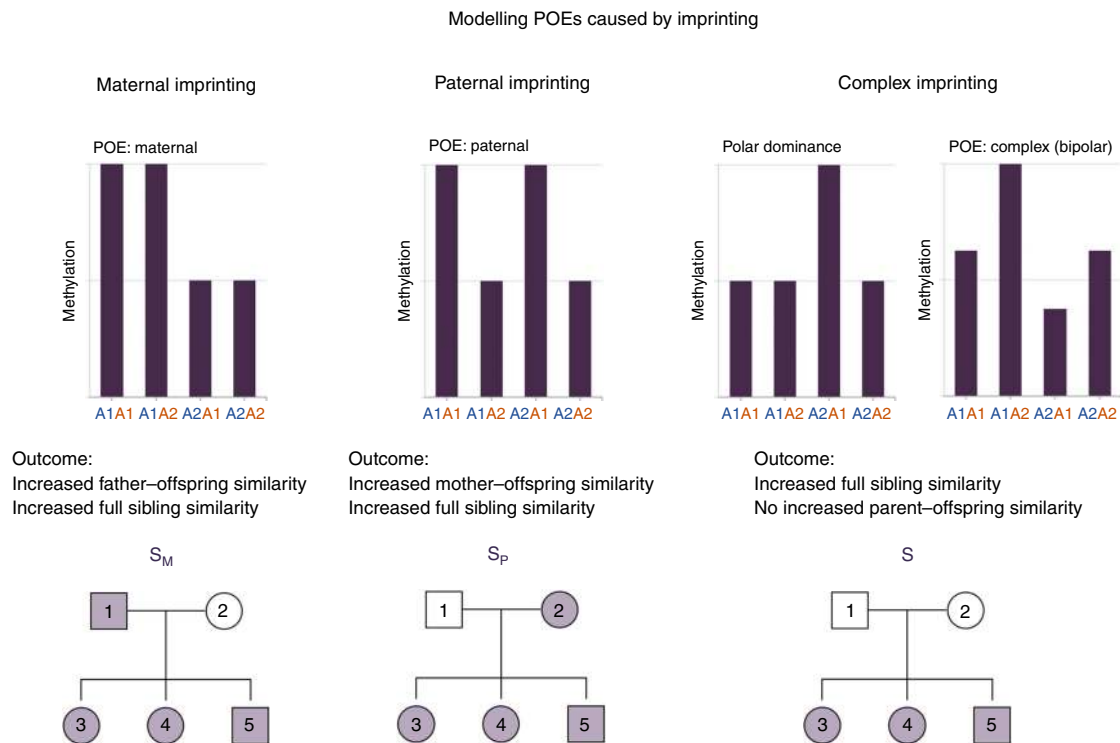 Modelling POEs caused by imprinting
Maternal imprinting
Paternal imprinting
Complex imprinting
POE: maternal
Methylation
A1A1 A1A2 A2A1 A2A2
POE: paternal
Methylation
A1A1 A1A2 A2A1 A2A2
Polar dominance
Methylation
A1A1 A1A2 A2A1 A2A2
POE: complex (bipolar)
Methylation
A1A1 A1A2 A2A1 A2A2
Outcome:
Increased father–offspring similarity
Increased full sibling similarity
Outcome:
Increased mother–offspring similarity
Increased full sibling similarity
Outcome:
Increased full sibling similarity
No increased parent–offspring similarity
SM
1 2
3 4 5
SP
1 2
3 4 5
S
1 2
3 4 5